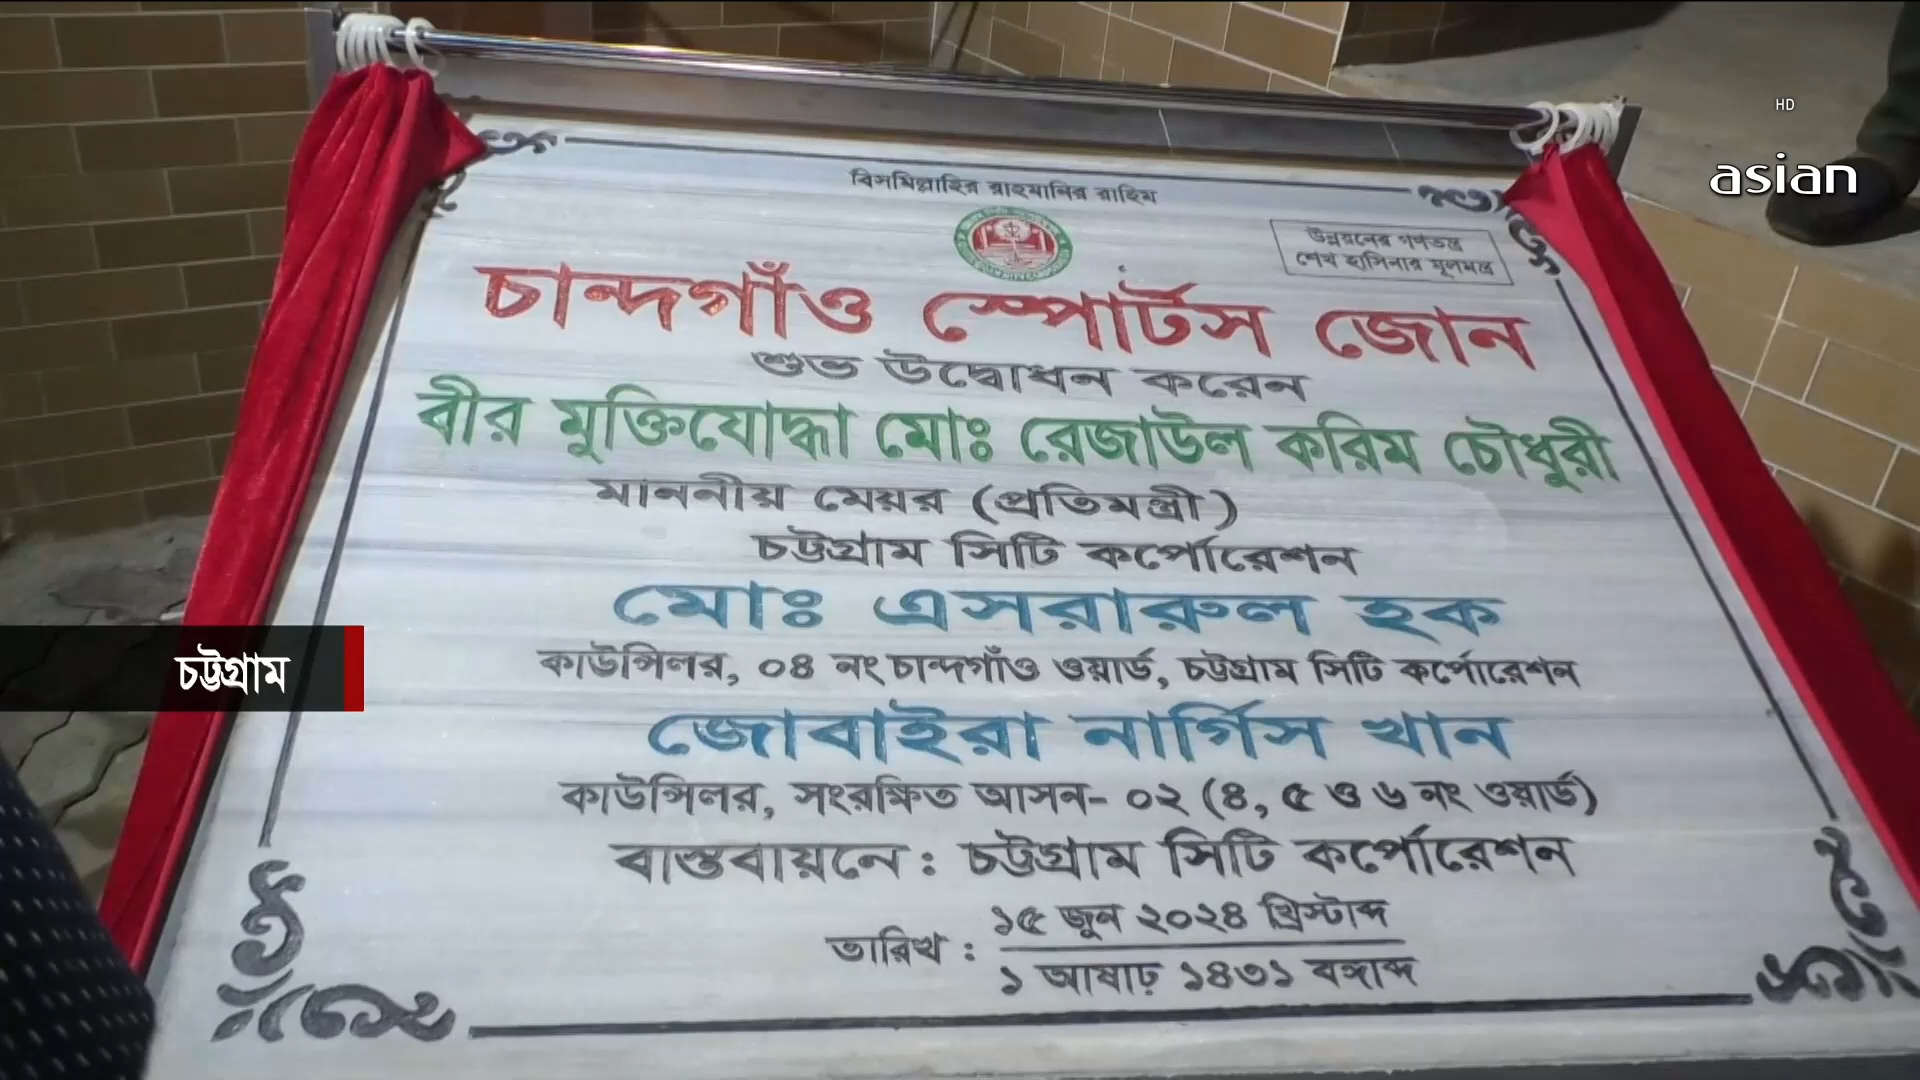 বিসমিল্লাহির রাহমানির রাহিম
HD
asian
উন্নয়নের গণতন্ত্র
শেখ হাসিনার মূলমন্ত্র
চান্দগাঁও স্পোর্টস জোন
শুভ উদ্বোধন করেন
বীর মুক্তিযোদ্ধা মোঃ রেজাউল করিম চৌধুরী
মাননীয় মেয়র (প্রতিমন্ত্রী)
চট্টগ্রাম সিটি কর্পোরেশন
মোঃ এসরারুল হক
কাউন্সিলর, ০৪ নং চান্দগাঁও ওয়ার্ড, চট্টগ্রাম সিটি কর্পোরেশন
চট্টগ্রাম
জোবাইরা নার্গিস খান
কাউন্সিলর, সংরক্ষিত আসন- ০২ (৪, ৫ ও ৬ নং ওয়ার্ড)
বাস্তবায়নে : চট্টগ্রাম সিটি কর্পোরেশন
তারিখ : ১৫ জুন ২০২৪ খ্রিস্টাব্দ
১ আষাঢ় ১৪৩১ বঙ্গাব্দ